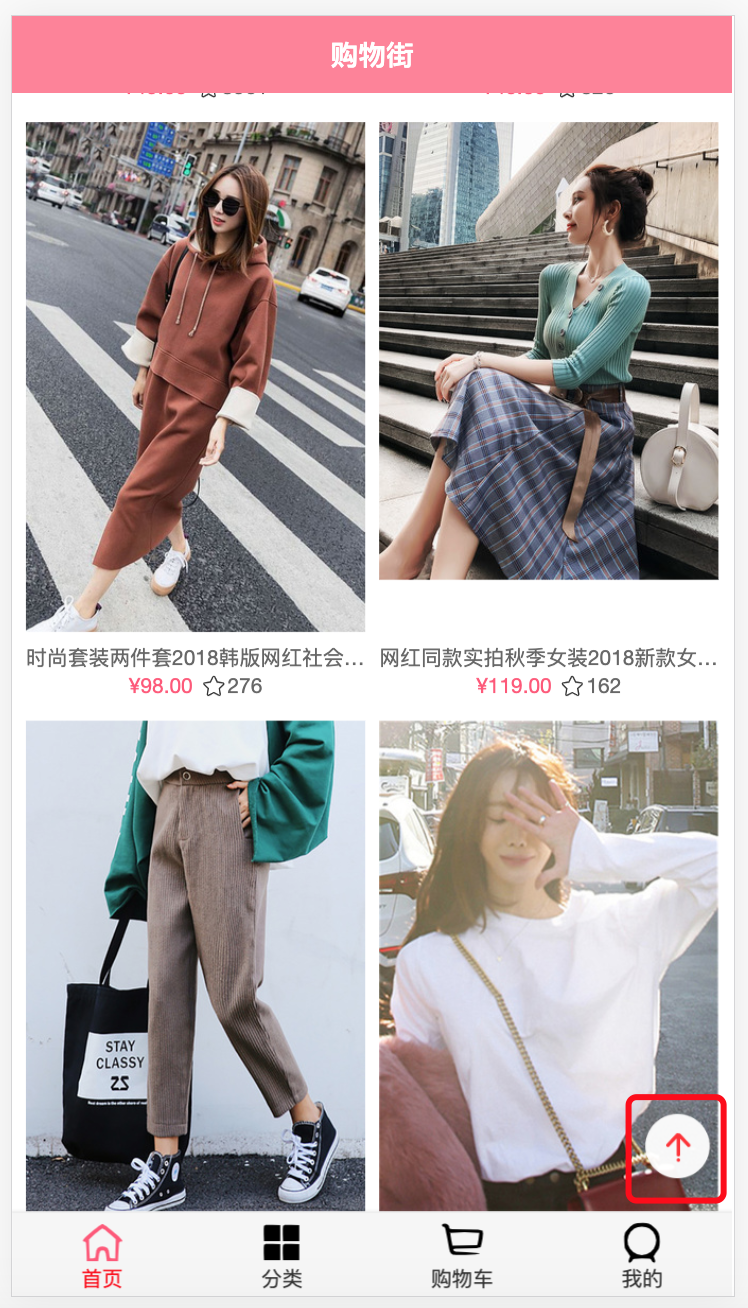 购物街
时尚套装两件套2018韩版网红社会...
网红同款实拍秋季女装2018新款女...
¥98.00 276
¥119.00 162
STAY
CLASSY
首页
分类
购物车
我的